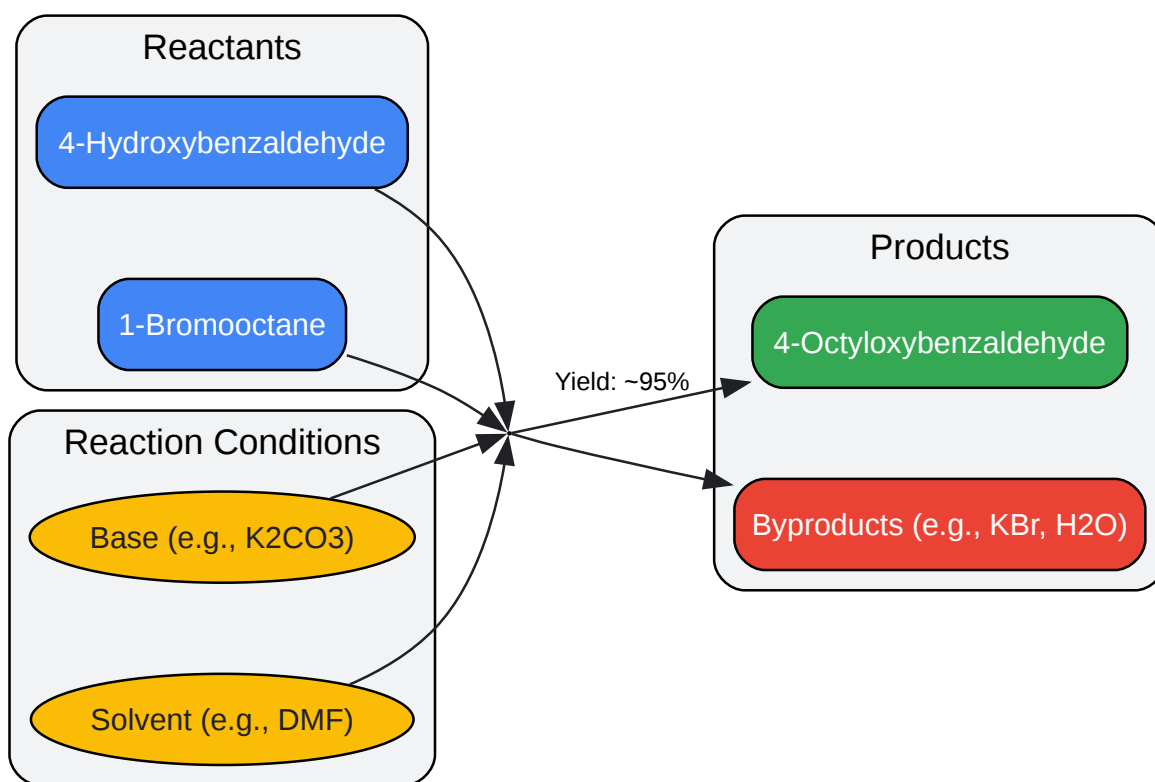 Reactants
4-Hydroxybenzaldehyde
1-Bromooctane
Reaction Conditions
Base (e.g., K2CO3)
Solvent (e.g., DMF)
Yield: ~95%
Products
4-Octyloxybenzaldehyde
Byproducts (e.g., KBr, H2O)